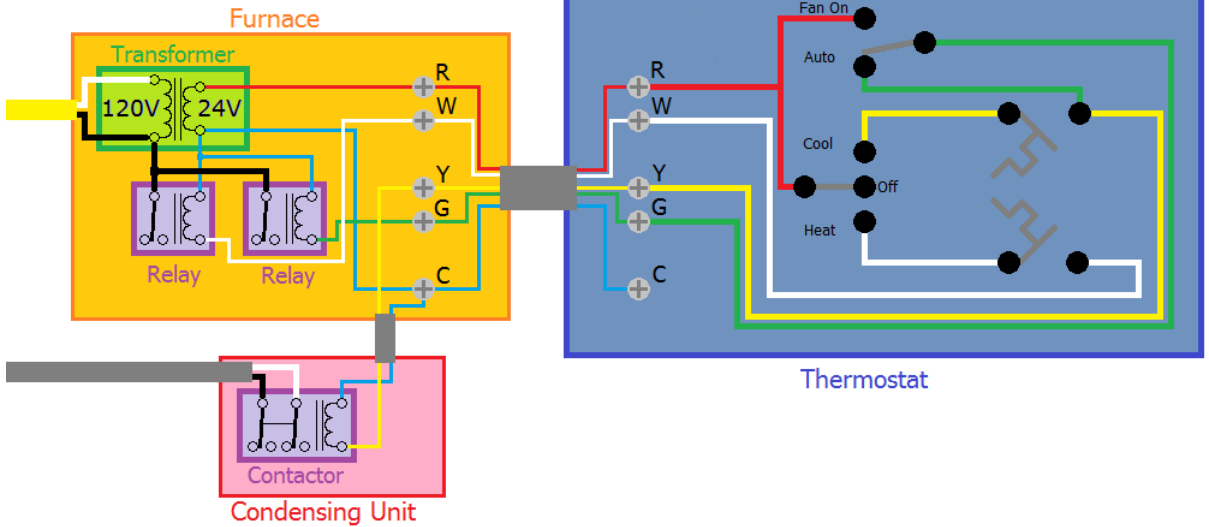 Furnace
Transformer
120V 24V
R
W
Y
G
C
Relay Relay
Contactor
Condensing Unit
R
W
Y
G
C
Fan On
Auto
Cool
Off
Heat
Thermostat